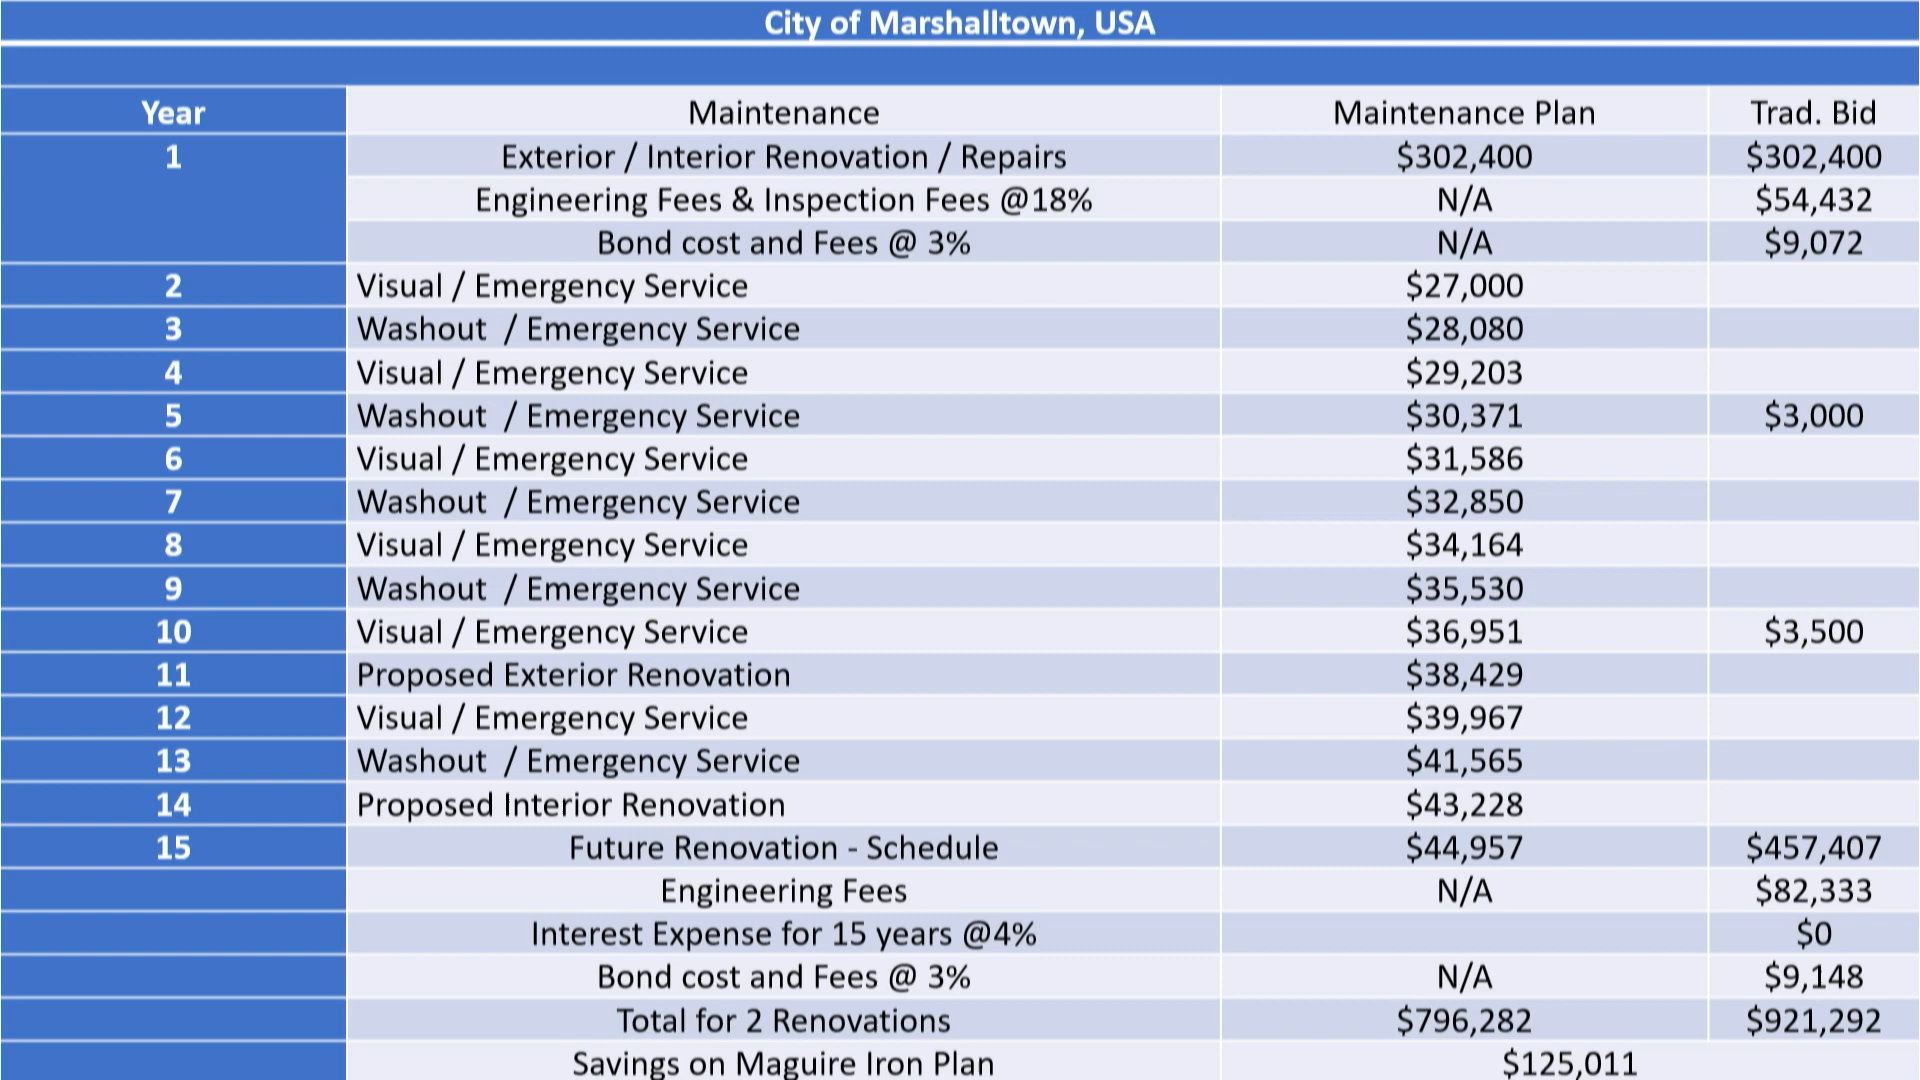 City of Marshalltown, USA
Year Maintenance Maintenance Plan Trad. Bid
1 Exterior / Interior Renovation / Repairs $302,400 $302,400
Engineering Fees & Inspection Fees @18% N/A $54,432
Bond cost and Fees @ 3% N/A $9,072
2 Visual / Emergency Service $27,000
3 Washout / Emergency Service $28,080
4 Visual / Emergency Service $29,203
5 Washout / Emergency Service $30,371 $3,000
6 Visual / Emergency Service $31,586
7 Washout / Emergency Service $32,850
8 Visual / Emergency Service $34,164
9 Washout / Emergency Service $35,530
10 Visual / Emergency Service $36,951 $3,500
11 Proposed Exterior Renovation $38,429
12 Visual / Emergency Service $39,967
13 Washout / Emergency Service $41,565
14 Proposed Interior Renovation $43,228
15 Future Renovation - Schedule $44,957 $457,407
Engineering Fees N/A $82,333
Interest Expense for 15 years @4% $0
Bond cost and Fees @ 3% N/A $9,148
Total for 2 Renovations $796,282 $921,292
Savings on Maguire Iron Plan $125,011